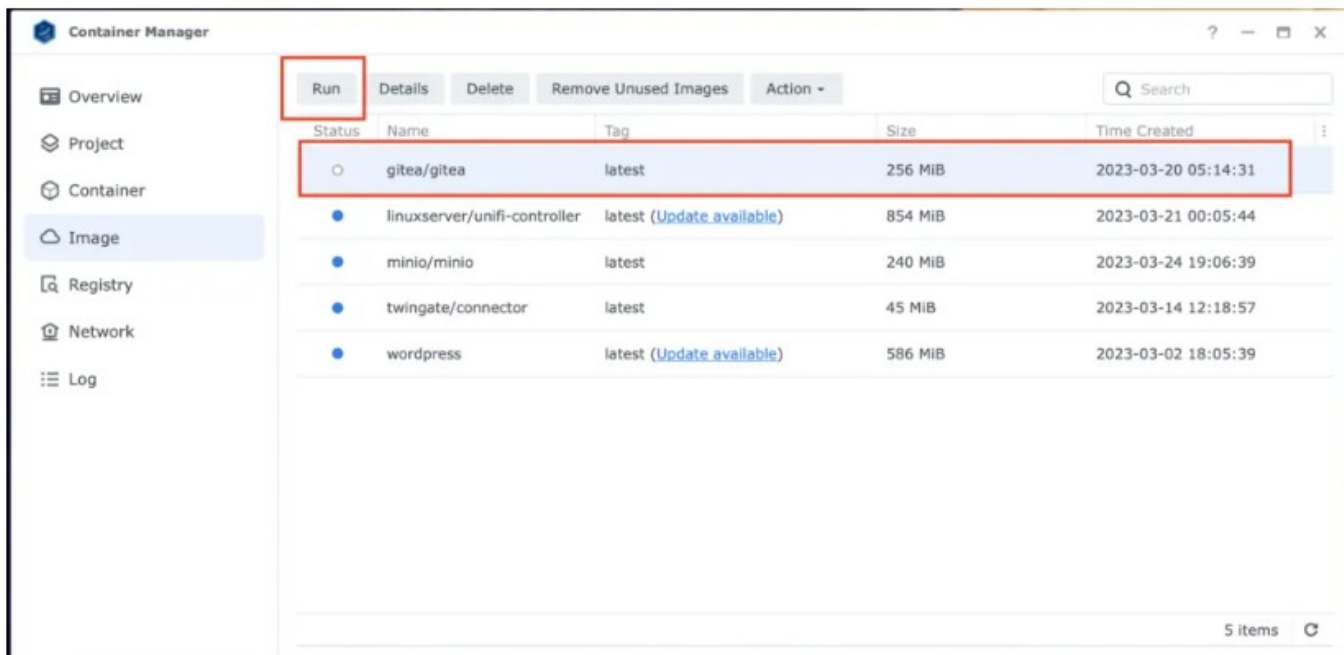 Container Manager
?
Overview
Project
Container
Image
Registry
Network
Log
Run Details Delete Remove Unused Images Action
Search
Status Name Tag Size Time Created
gitea/gitea latest 256 MiB 2023-03-20 05:14:31
linuxserver/unifi-controller latest (Update available) 854 MiB 2023-03-21 00:05:44
minio/minio latest 240 MiB 2023-03-24 19:06:39
twingate/connector latest 45 MiB 2023-03-14 12:18:57
wordpress latest (Update available) 586 MiB 2023-03-02 18:05:39
5 items